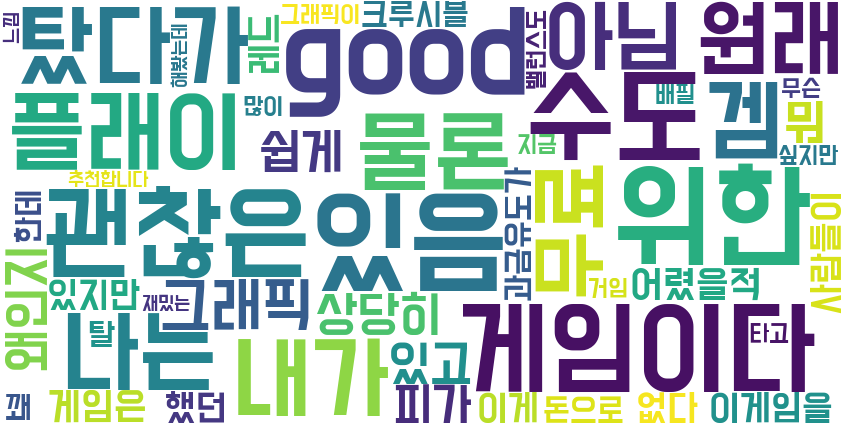 느낌
탔다가
해봤는데
레드
그래픽이
크루시블
good
밸런스도
아님
원래
플래이
많이
쉽게
물론
지금
수도
배필
겜
무슨
뭐
싶지만
추천합니다
한데
괜찮은
있음
과금유도가
무료
위한
사람들이
왜인지
있지만
재밌는
그래픽
상당히
어렸을적
거임
탈
나쁜
내가
있고
게임이다
타고
꽤
게임은
했던
피가
이게
돈으로
없다
이게임을